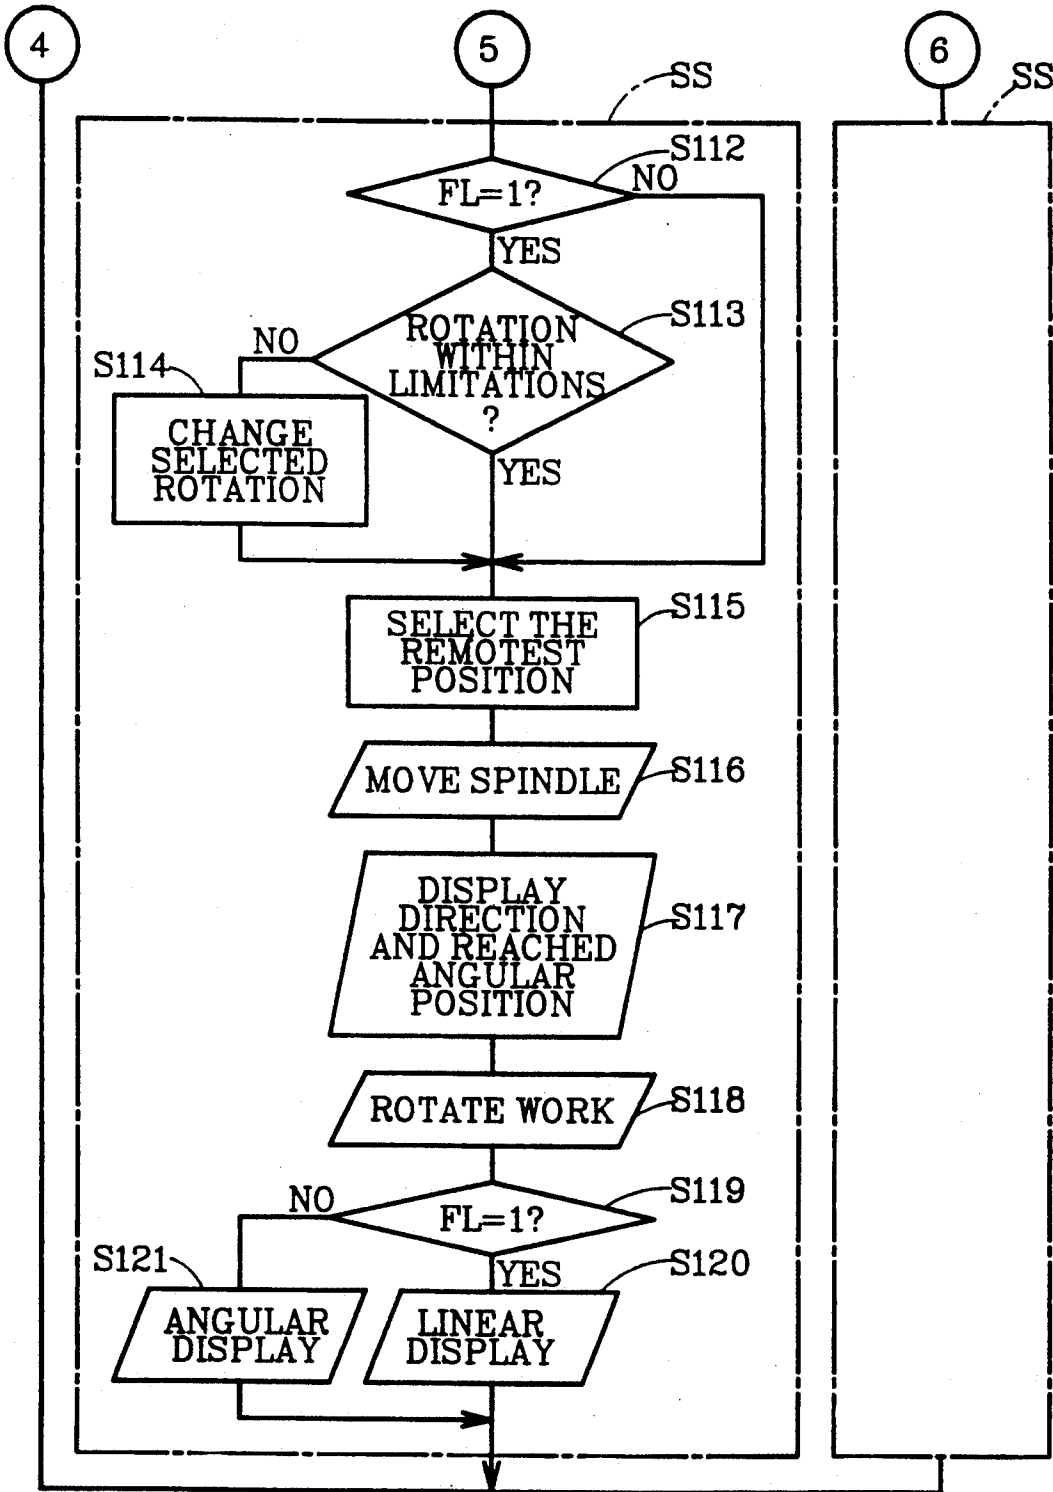 4
5
6
SS
SS
S112
FL=1?
NO
YES
S113
ROTATION
WITHIN
LIMITATIONS
?
NO
S114
CHANGE
SELECTED
ROTATION
YES
S115
SELECT THE
REMOTEST
POSITION
MOVE SPINDLE
S116
DISPLAY
DIRECTION
AND REACHED
ANGULAR
POSITION
S117
ROTATE WORK
S118
S119
NO
FL=1?
S121
YES
S120
ANGULAR
DISPLAY
LINEAR
DISPLAY